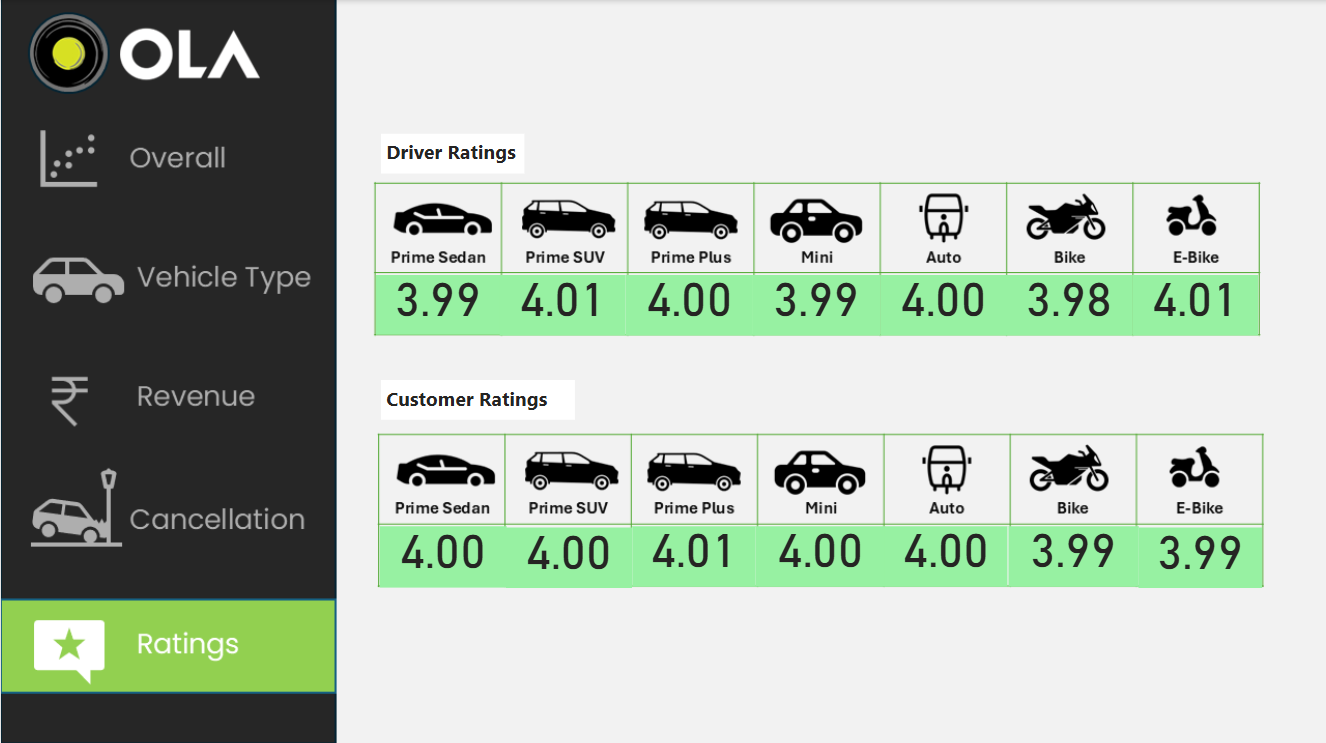 OLA
Overall
Vehicle Type
Revenue
Cancellation
Ratings
Driver Ratings
Prime Sedan Prime SUV Prime Plus Mini Auto Bike E-Bike
3.99 4.01 4.00 3.99 4.00 3.98 4.01
Customer Ratings
Prime Sedan Prime SUV Prime Plus Mini Auto Bike E-Bike
4.00 4.00 4.01 4.00 4.00 3.99 3.99